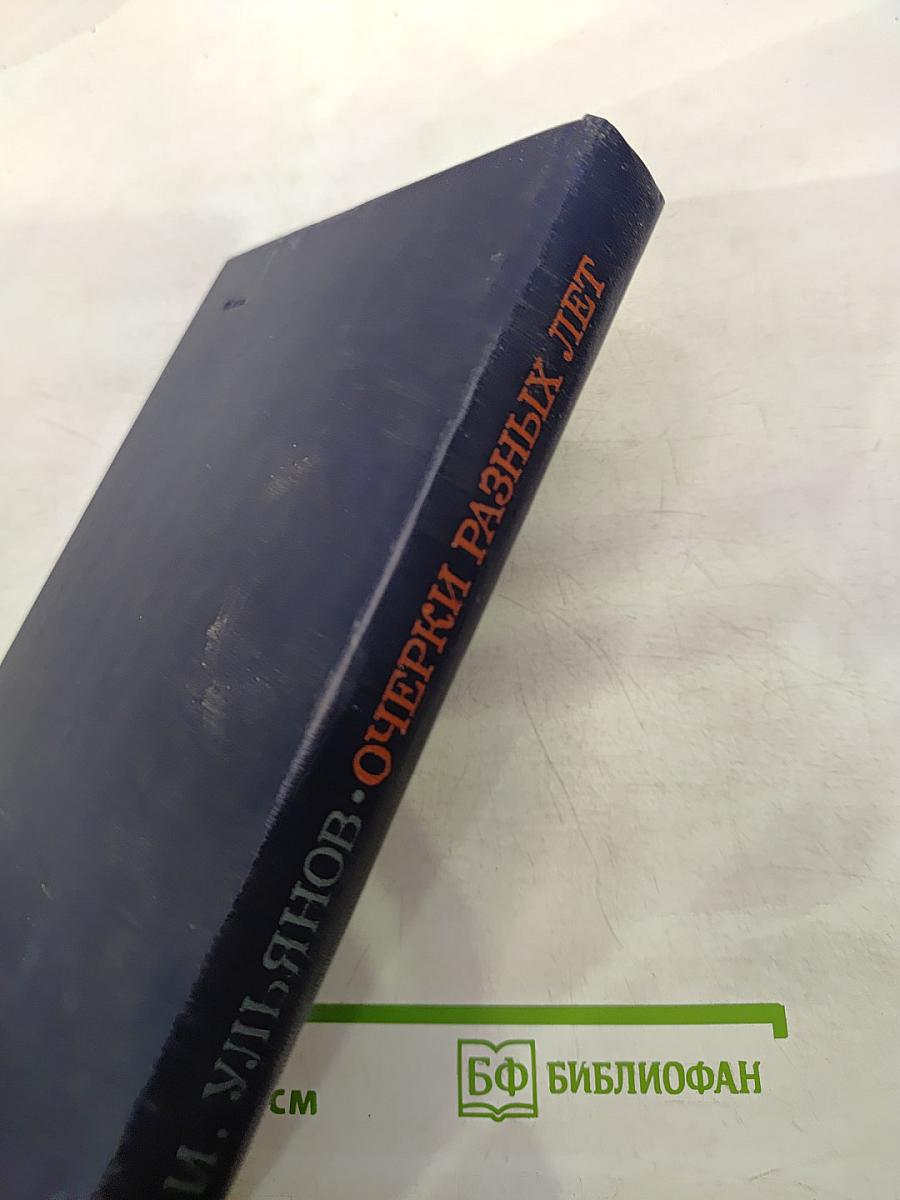 И. УЛЬЯНОВ · ОЧЕРКИ РАЗНЫХ ЛЕТ
СМ
БФ БИБЛИОФАН